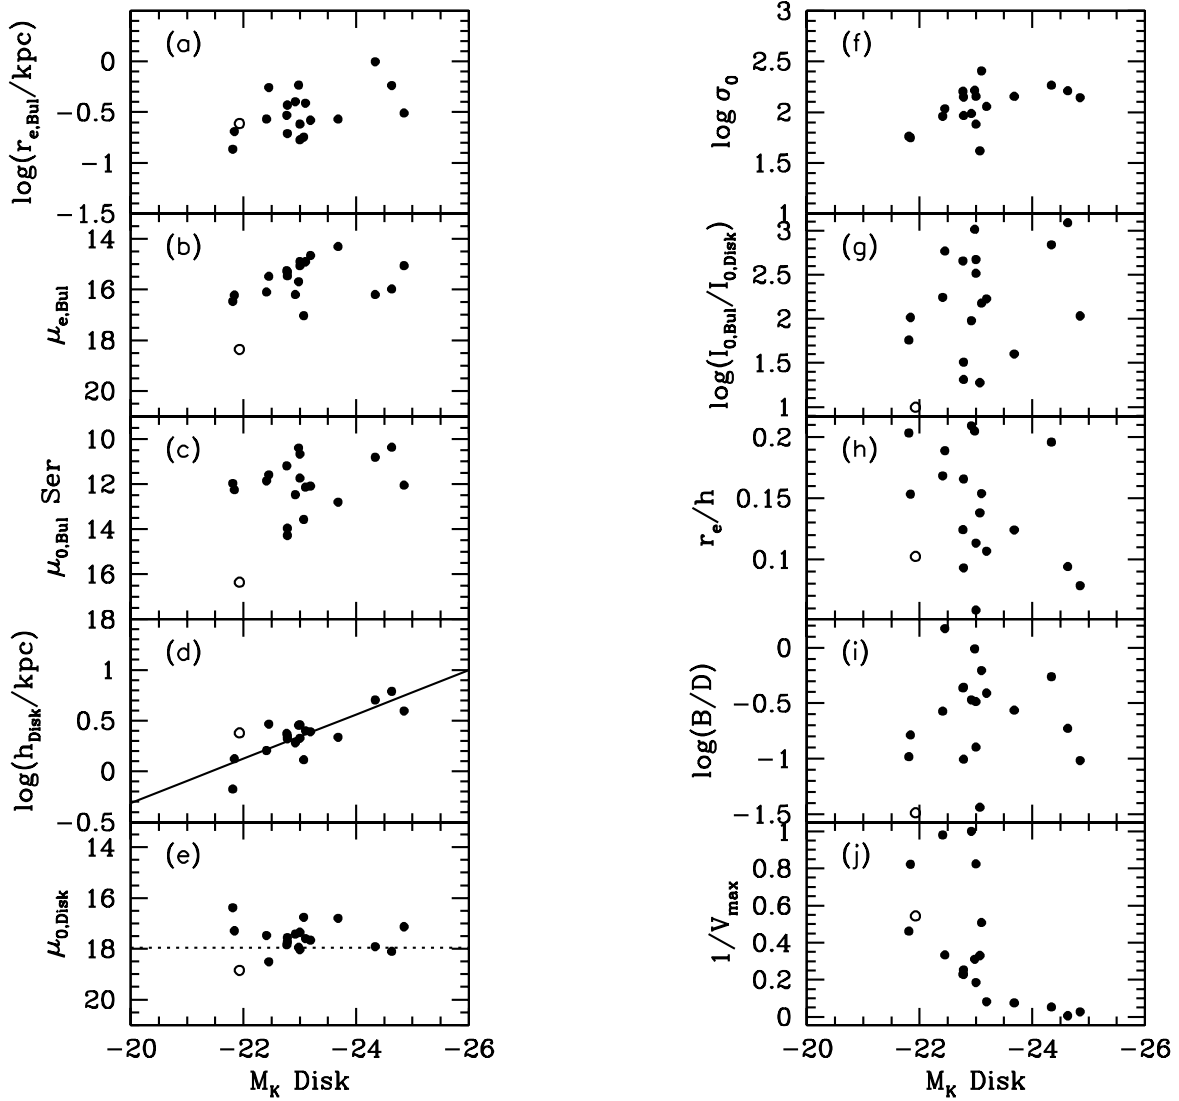 log(r_e,Bul/kpc)
(a)
0
−0.5
−1
−1.5
μ_e,Bul
(b)
14
16
18
20
μ_0,Bul Ser
(c)
10
12
14
16
18
log(h_Disk/kpc)
(d)
1
0.5
0
−0.5
μ_0,Disk
(e)
14
16
18
20
−20 −22 −24 −26
M_K Disk
log σ_0
(f)
3
2.5
2
1.5
1
log(I_0,Bul/I_0,Disk)
(g)
3
2.5
2
1.5
1
r_e/h
(h)
0.2
0.15
0.1
log(B/D)
(i)
0
−0.5
−1
−1.5
1/V_max
(j)
1
0.8
0.6
0.4
0.2
0
−20 −22 −24 −26
M_K Disk